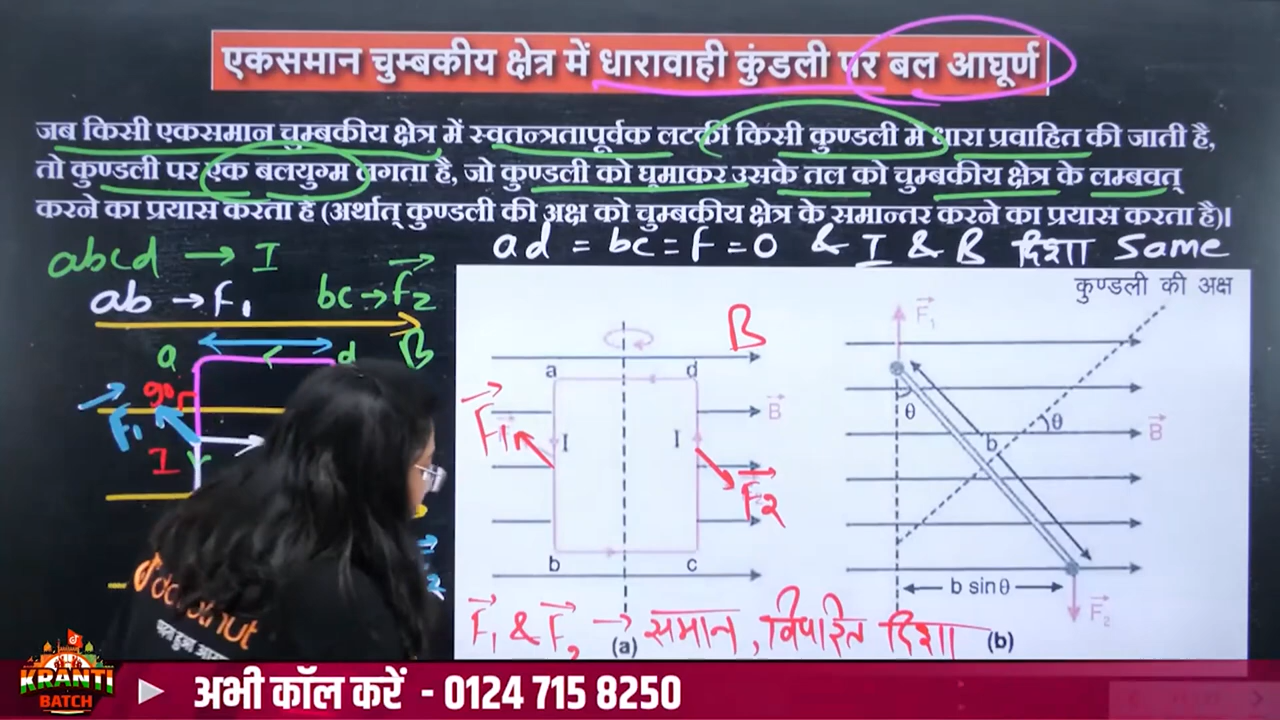 एकसमान चुम्बकीय क्षेत्र में धारावाही कुंडली पर बल आघूर्ण
जब किसी एकसमान चुम्बकीय क्षेत्र में स्वतन्त्रतापूर्वक लटकी किसी कुण्डली में धारा प्रवाहित की जाती है,
तो कुण्डली पर एक बलयुग्म लगता है, जो कुण्डली को घूमाकर उसके तल को चुम्बकीय क्षेत्र के लम्बवत्
करने का प्रयास करता है (अर्थात् कुण्डली की अक्ष को चुम्बकीय क्षेत्र के समान्तर करने का प्रयास करता है)।
abcd → I
ad = bc = f = 0 & I & B दिशा Same
ab → F₁
bc → F₂
B
a
d
90
F₁
I
2
B
a
d
B
F₁
I
I
F₂
b
c
(a)
कुण्डली की अक्ष
F₁
θ
θ
b
B
b sinθ
F₂
(b)
F₁ & F₂ → समान, विपरित दिशा
doubtnut
KRANTI
BATCH
अभी कॉल करें - 0124 715 8250